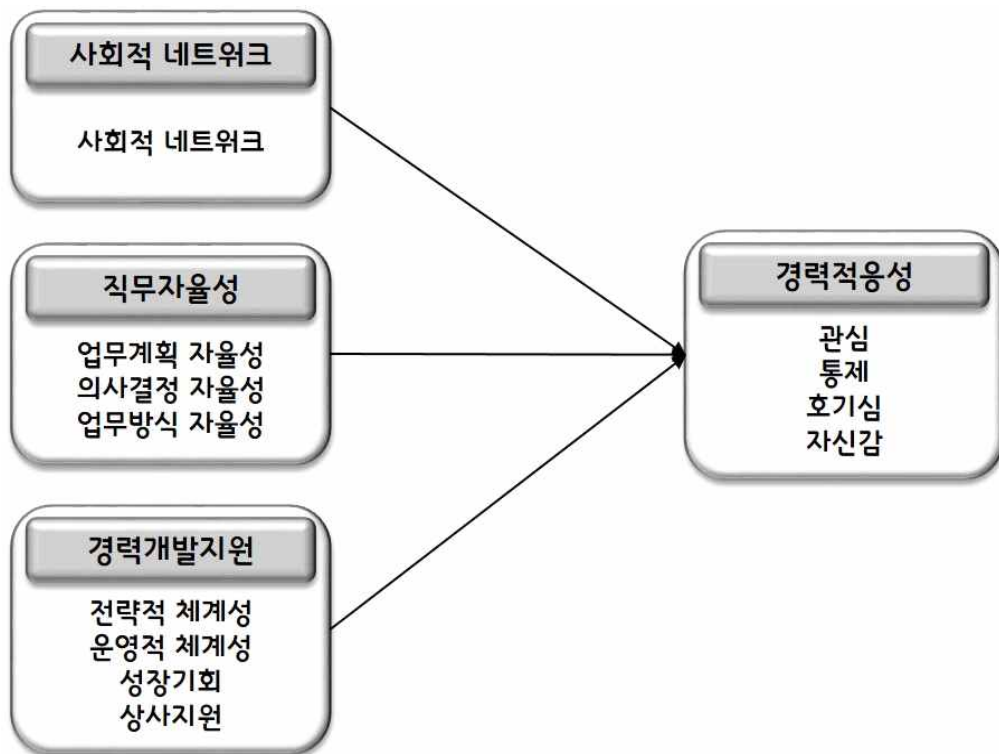 사회적 네트워크
사회적 네트워크
직무자율성
업무계획 자율성
의사결정 자율성
업무방식 자율성
경력개발지원
전략적 체계성
운영적 체계성
성장기회
상사지원
경력적응성
관심
통제
호기심
자신감